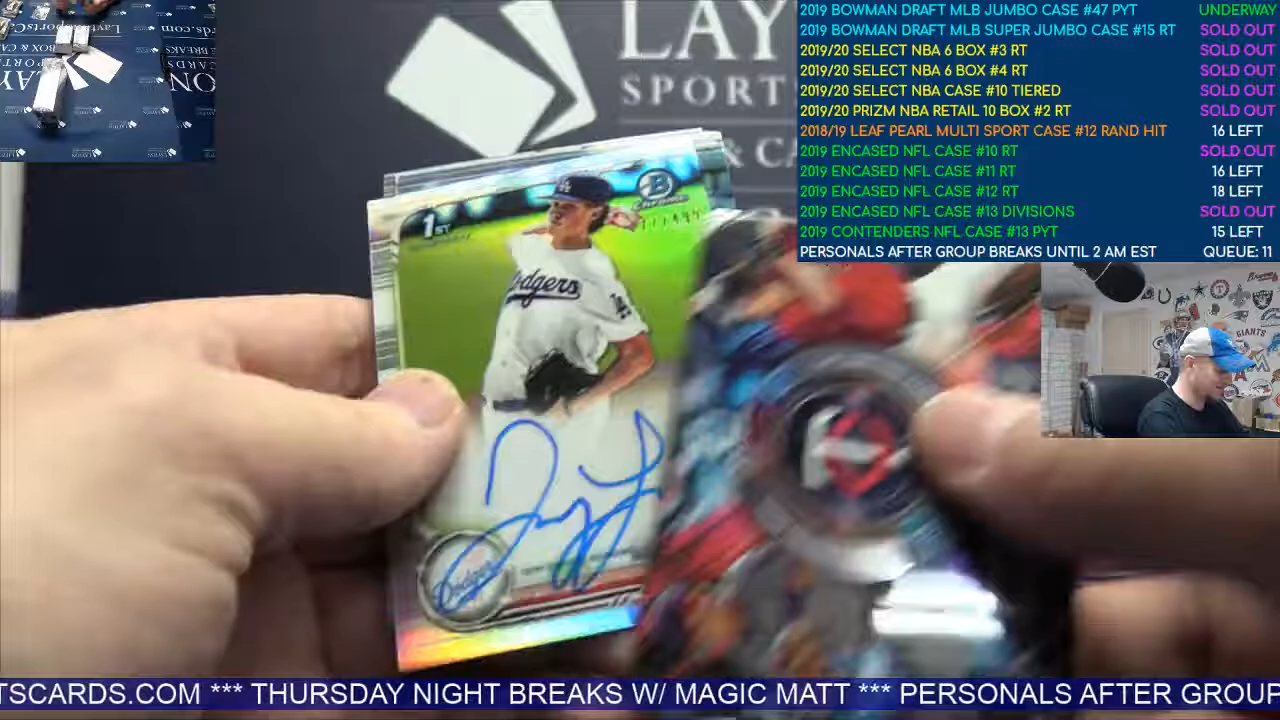 2019 BOWMAN DRAFT MLB JUMBO CASE #47 PYT UNDERWAY
2019 BOWMAN DRAFT MLB SUPER JUMBO CASE #15 RT SOLD OUT
2019/20 SELECT NBA 6 BOX #3 RT SOLD OUT
2019/20 SELECT NBA 6 BOX #4 RT SOLD OUT
2019/20 SELECT NBA CASE #10 TIERED SOLD OUT
2019/20 PRIZM NBA RETAIL 10 BOX #2 RT SOLD OUT
2018/19 LEAF PEARL MULTI SPORT CASE #12 RAND HIT 16 LEFT
2019 ENCASED NFL CASE #10 RT SOLD OUT
2019 ENCASED NFL CASE #11 RT 16 LEFT
2019 ENCASED NFL CASE #12 RT 18 LEFT
2019 ENCASED NFL CASE #13 DIVISIONS SOLD OUT
2019 CONTENDERS NFL CASE #13 PYT 15 LEFT
PERSONALS AFTER GROUP BREAKS UNTIL 2 AM EST QUEUE: 11
LAY
SPORTS
& CA
1ST
B
CHROME
Dodgers
Dodgers
GIANTS
TSCARDS.COM *** THURSDAY NIGHT BREAKS W/ MAGIC MATT *** PERSONALS AFTER GROUP